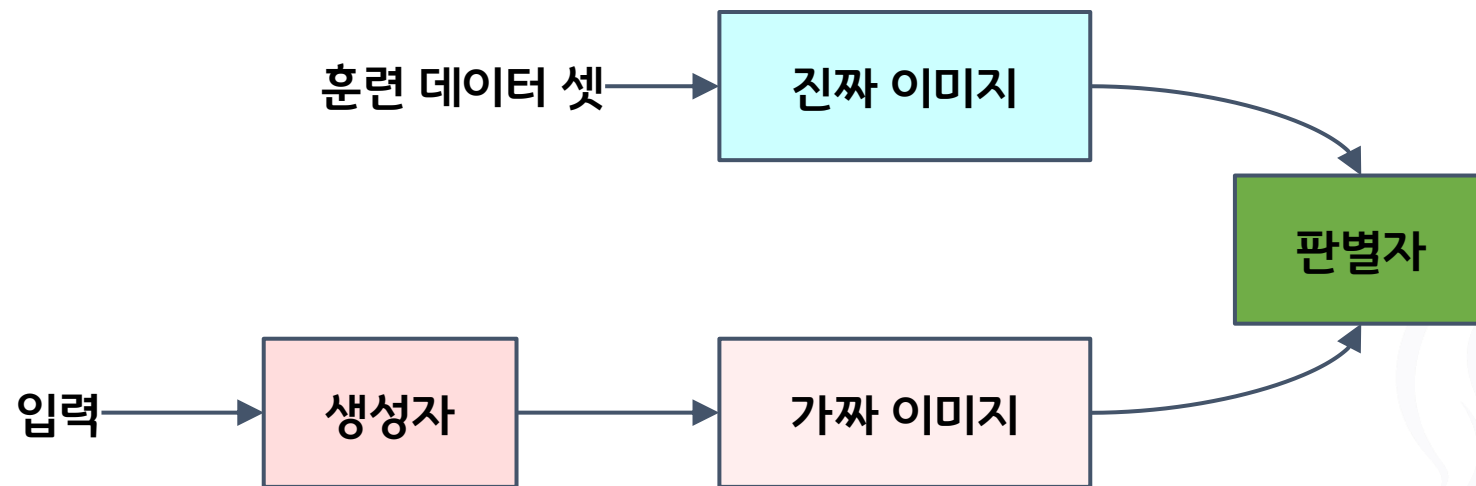 훈련 데이터 셋
진짜 이미지
판별자
입력
생성자
가짜 이미지